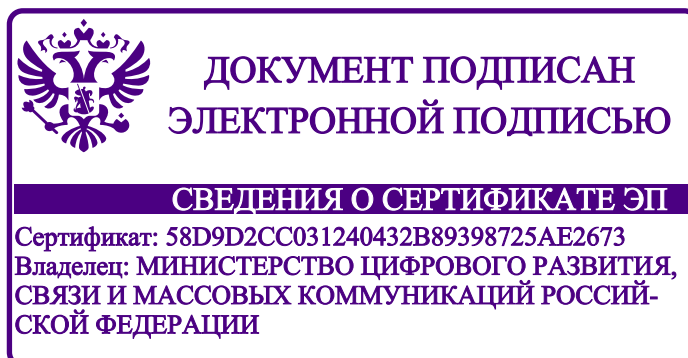 ДОКУМЕНТ ПОДПИСАН
ЭЛЕКТРОННОЙ ПОДПИСЬЮ
СВЕДЕНИЯ О СЕРТИФИКАТЕ ЭП
Сертификат: 58D9D2CC031240432B89398725AE2673
Владелец: МИНИСТЕРСТВО ЦИФРОВОГО РАЗВИТИЯ,
СВЯЗИ И МАССОВЫХ КОММУНИКАЦИЙ РОССИЙ-
СКОЙ ФЕДЕРАЦИИ